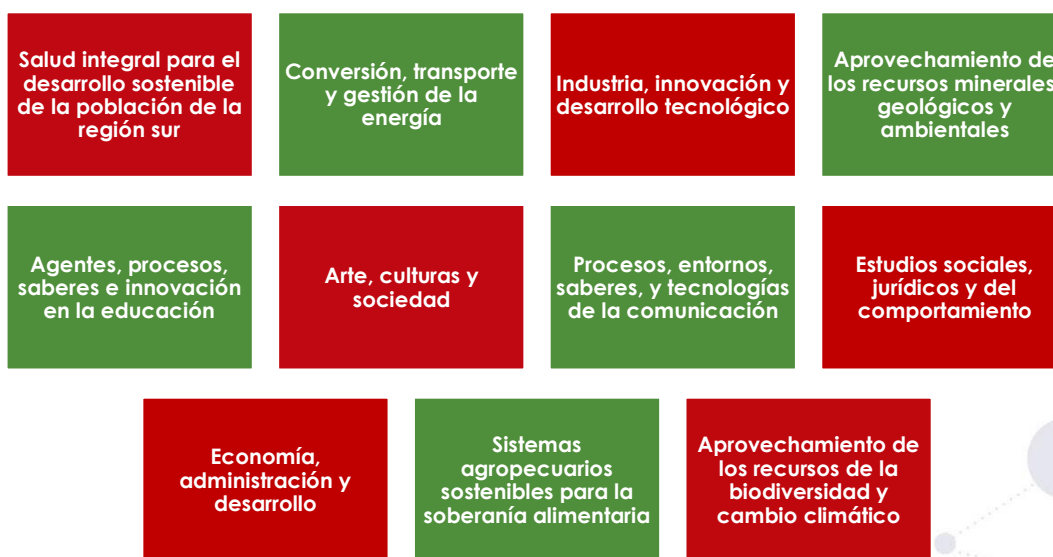 Salud integral para el
desarrollo sostenible
de la población de la
región sur
Conversión, transporte
y gestión de la
energía
Industria, innovación y
desarrollo tecnológico
Aprovechamiento de
los recursos minerales
geológicos y
ambientales
Agentes, procesos,
saberes e innovación
en la educación
Arte, culturas y
sociedad
Procesos, entornos,
saberes, y tecnologías
de la comunicación
Estudios sociales,
jurídicos y del
comportamiento
Economía,
administración y
desarrollo
Sistemas
agropecuarios
sostenibles para la
soberanía alimentaria
Aprovechamiento de
los recursos de la
biodiversidad y
cambio climático